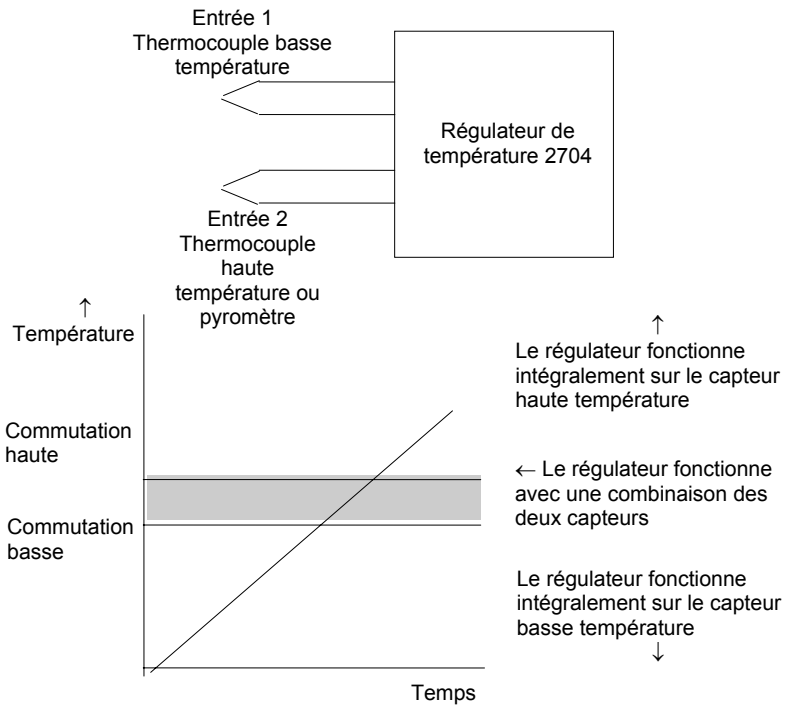 Entrée 1
Thermocouple basse
température
Régulateur de
température 2704
Entrée 2
Thermocouple
haute
température ou
pyromètre
↑
Température
Commutation
haute
Commutation
basse
↑
Le régulateur fonctionne
intégralement sur le capteur
haute température
← Le régulateur fonctionne
avec une combinaison des
deux capteurs
Le régulateur fonctionne
intégralement sur le capteur
basse température
↓
Temps